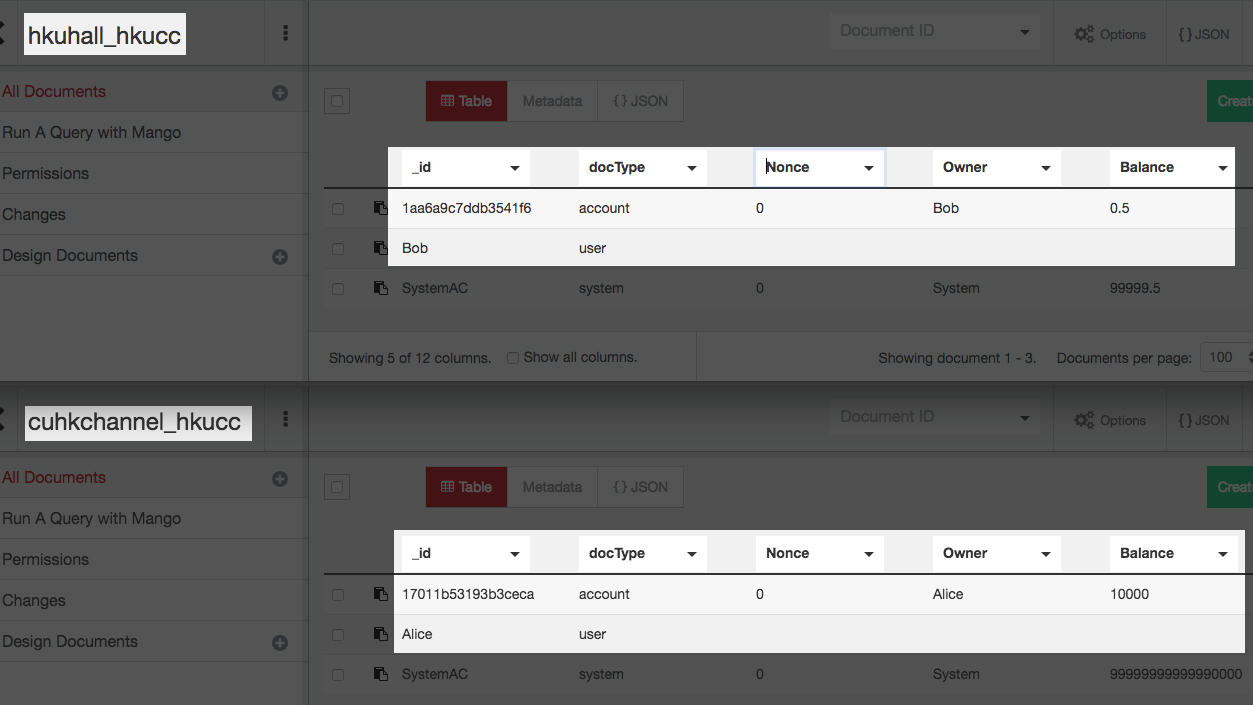 hkuhall_hkucc
Document ID
Options
{} JSON
All Documents
Run A Query with Mango
Permissions
Changes
Design Documents
Table Metadata {} JSON
Creat
_id docType Nonce Owner Balance
1aa6a9c7ddb3541f6 account 0 Bob 0.5
Bob user
SystemAC system 0 System 99999.5
Showing 5 of 12 columns. Show all columns. Showing document 1 - 3. Documents per page: 100
cuhkchannel_hkucc
Document ID
Options
{} JSON
All Documents
Run A Query with Mango
Permissions
Changes
Design Documents
Table Metadata {} JSON
Creat
_id docType Nonce Owner Balance
17011b53193b3ceca account 0 Alice 10000
Alice user
SystemAC system 0 System 99999999999990000